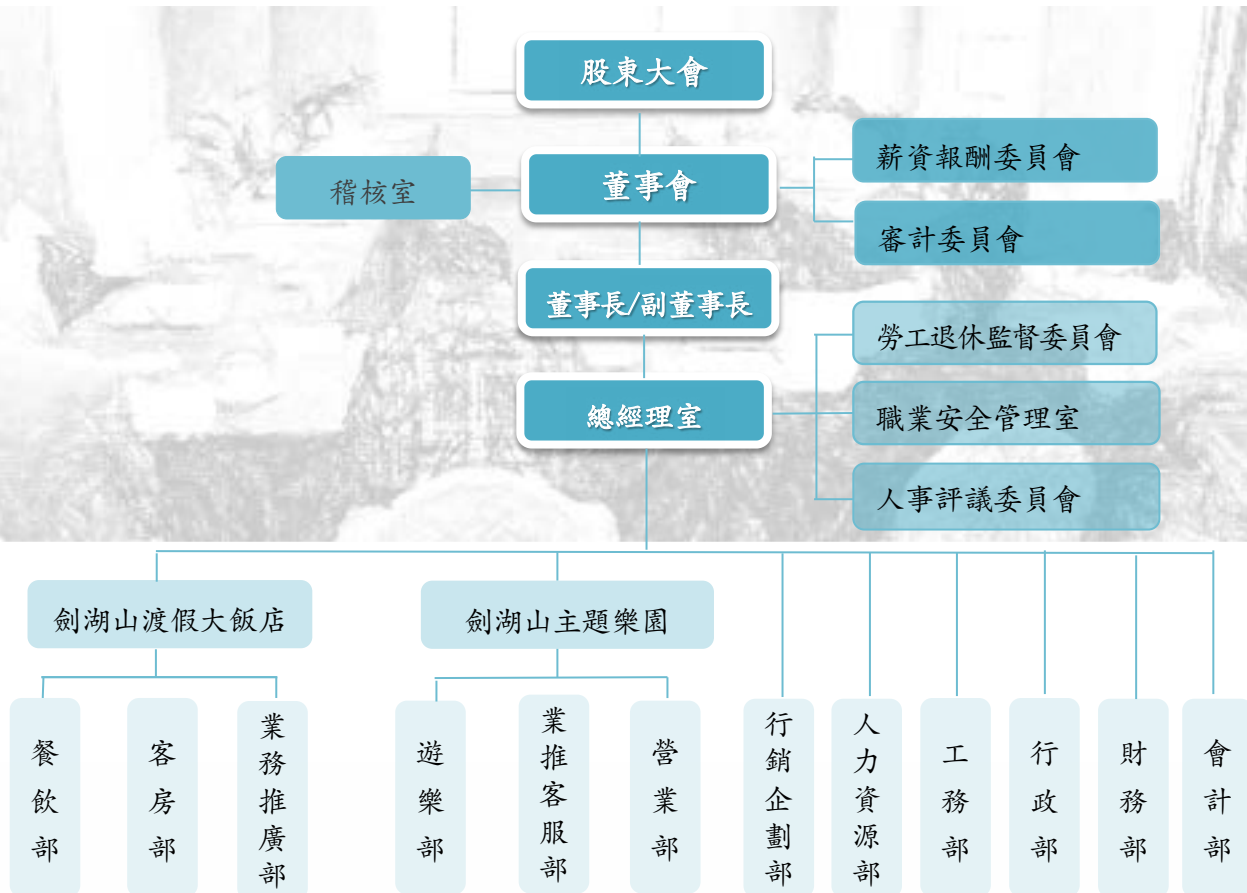 股東大會
稽核室
董事會
薪資報酬委員會
審計委員會
董事長/副董事長
勞工退休監督委員會
總經理室
職業安全管理室
人事評議委員會
劍湖山渡假大飯店
劍湖山主題樂園
餐飲部
客房部
業務推廣部
遊樂部
業推客服部
營業部
行銷企劃部
人力資源部
工務部
行政部
財務部
會計部